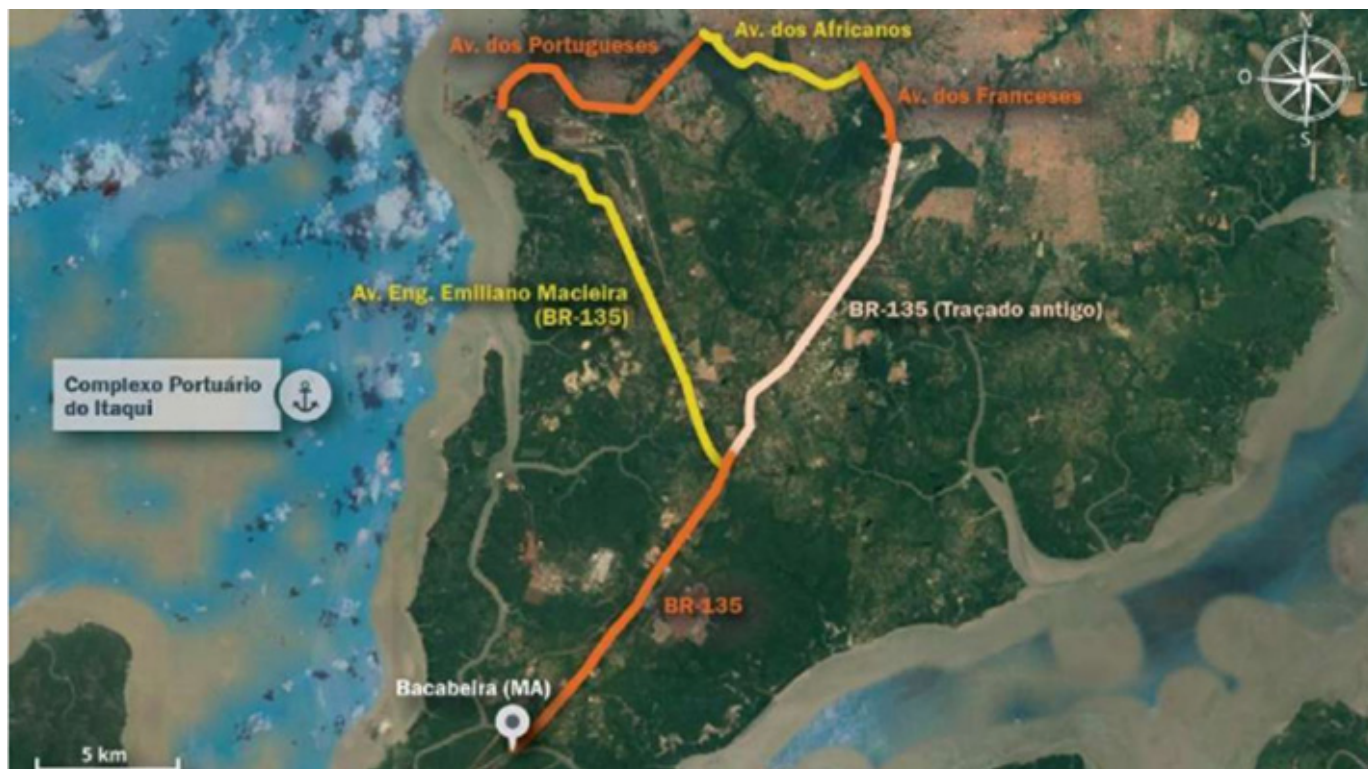 Av. dos Portugueses
Av. dos Africanos
N
O
L
S
Av. dos Franceses
Av. Eng. Emiliano Macieira
(BR-135)
BR-135 (Traçado antigo)
Complexo Portuário
do Itaqui
BR-135
Bacabeira (MA)
5 km